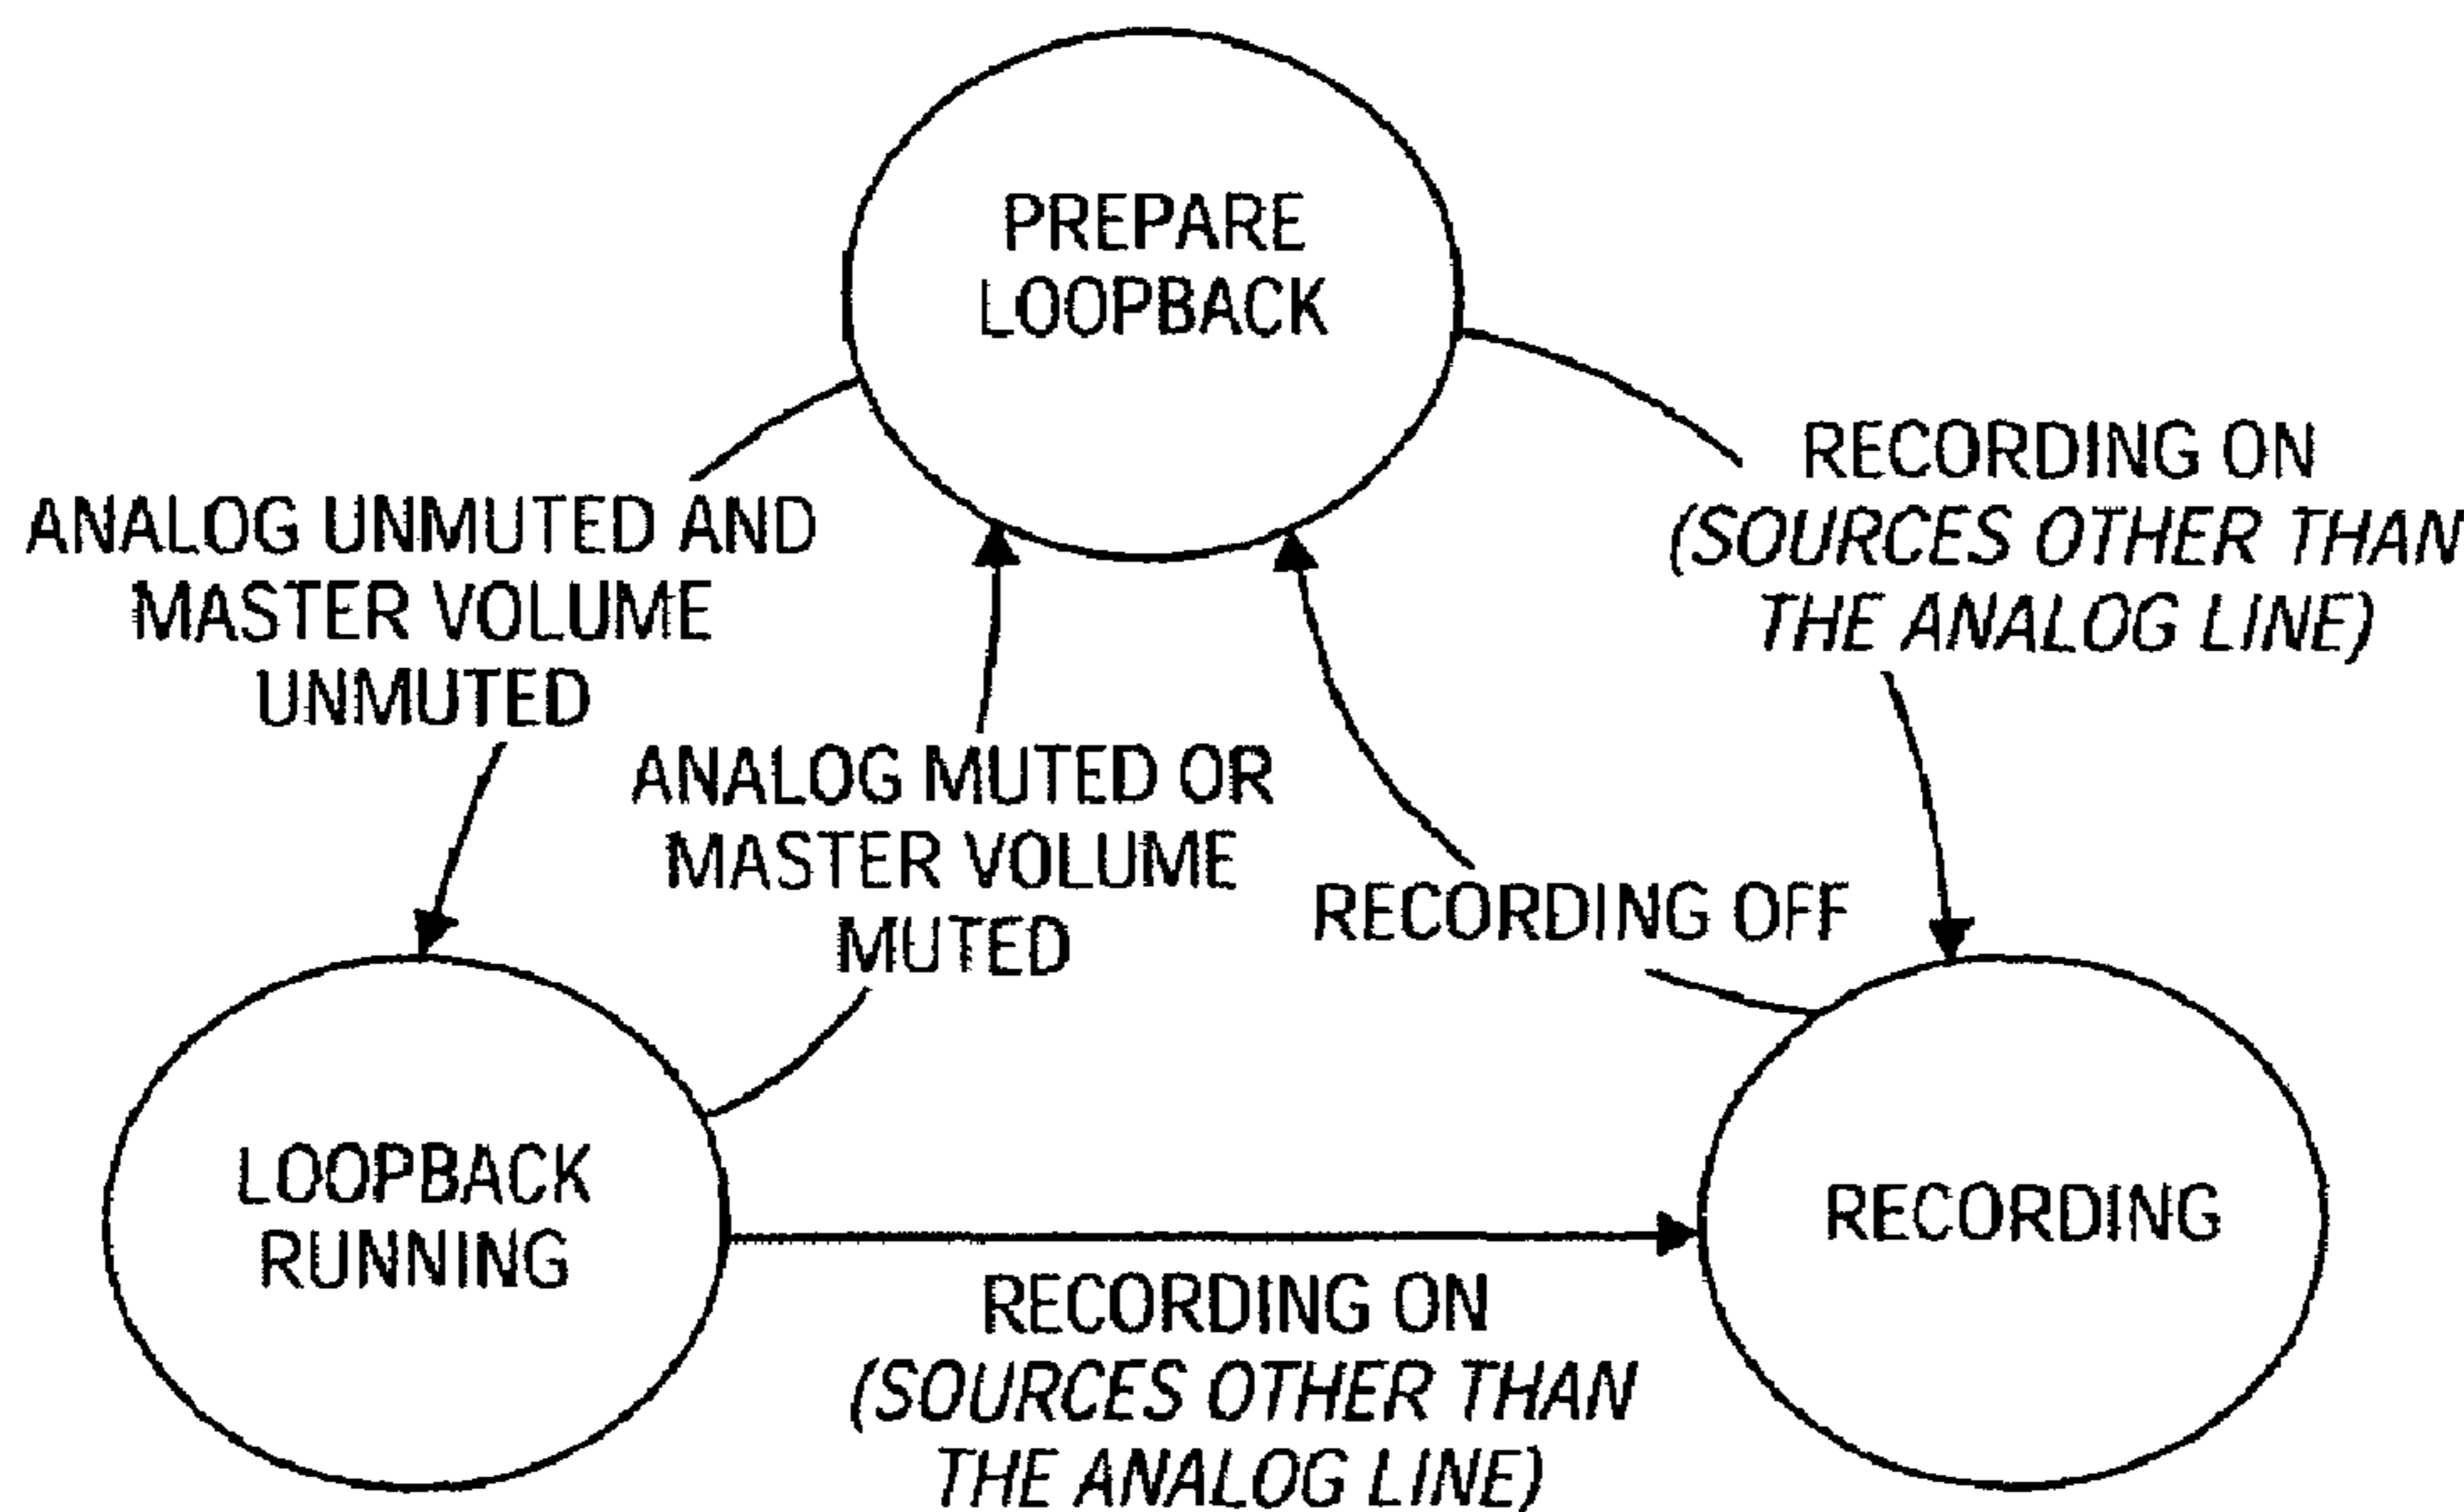 PREPARE
LOOPBACK
ANALOG UNMUTED AND
MASTER VOLUME
UNMUTED
RECORDING ON
(SOURCES OTHER THAN
THE ANALOG LINE)
ANALOG MUTED OR
MASTER VOLUME
MUTED
RECORDING OFF
LOOPBACK
RUNNING
RECORDING
RECORDING ON
(SOURCES OTHER THAN
THE ANALOG LINE)